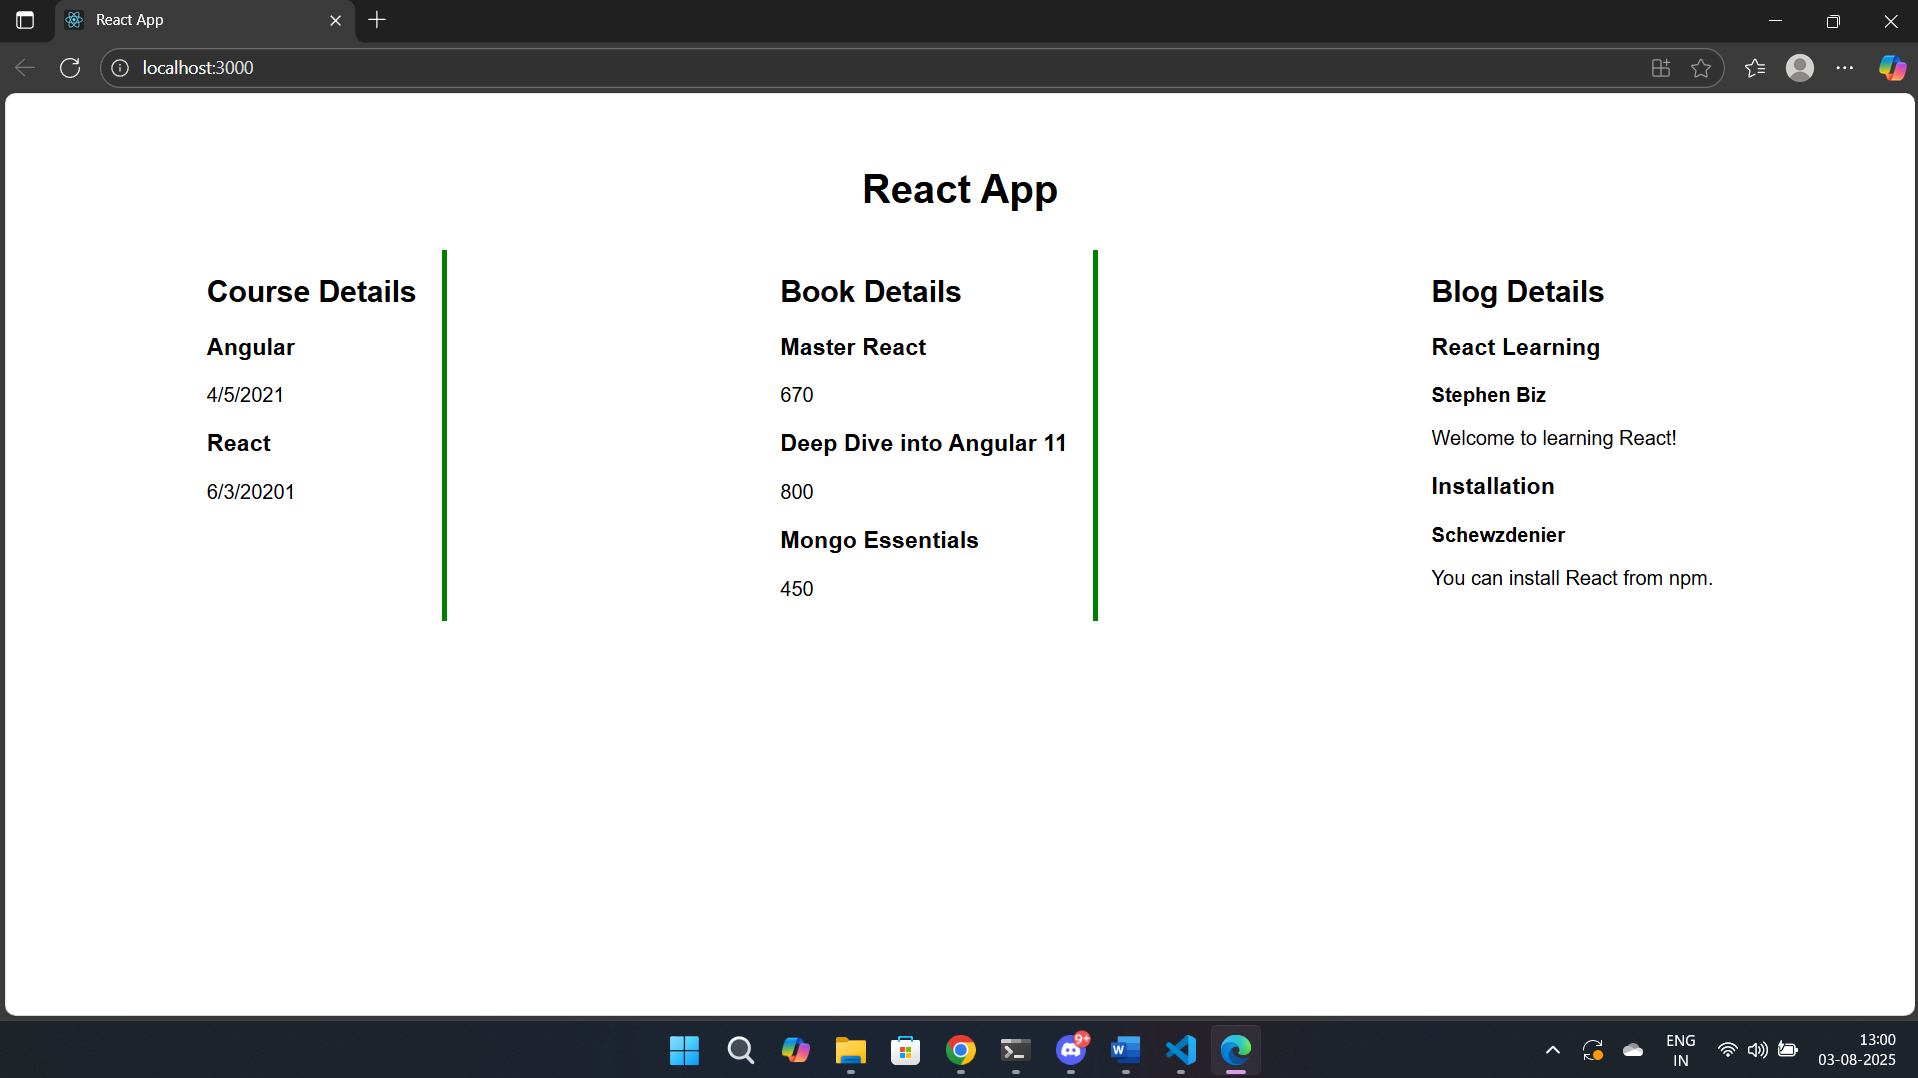 React App
localhost:3000
React App
Course Details
Angular
4/5/2021
React
6/3/20201
Book Details
Master React
670
Deep Dive into Angular 11
800
Mongo Essentials
450
Blog Details
React Learning
Stephen Biz
Welcome to learning React!
Installation
Schewzdenier
You can install React from npm.
9+
W
ENG
IN
13:00
03-08-2025